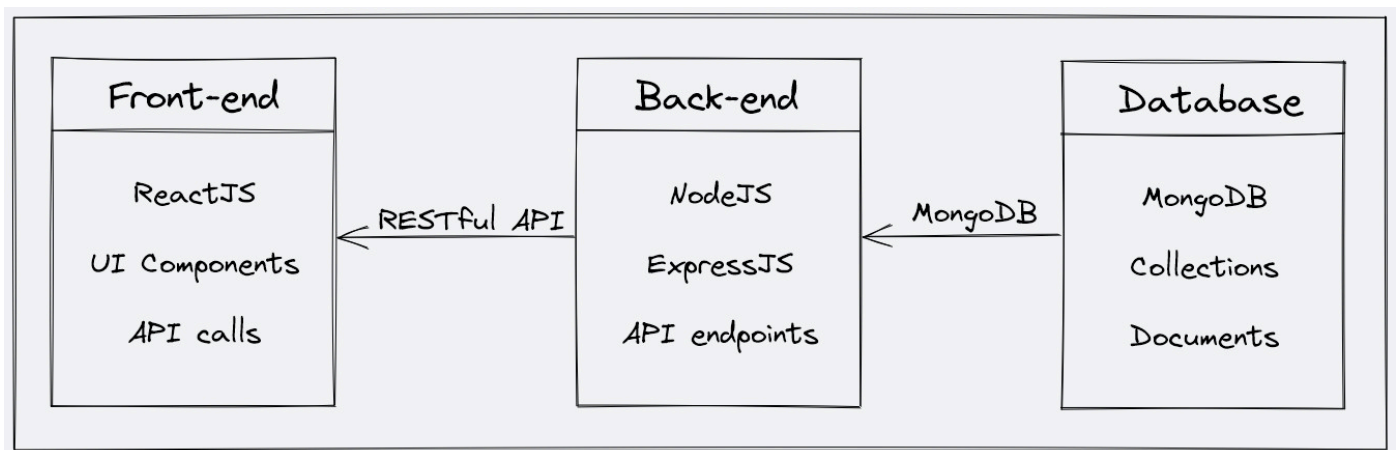 Front-end
ReactJS
UI Components
API calls
RESTful API
Back-end
NodeJS
ExpressJS
API endpoints
MongoDB
Database
MongoDB
Collections
Documents